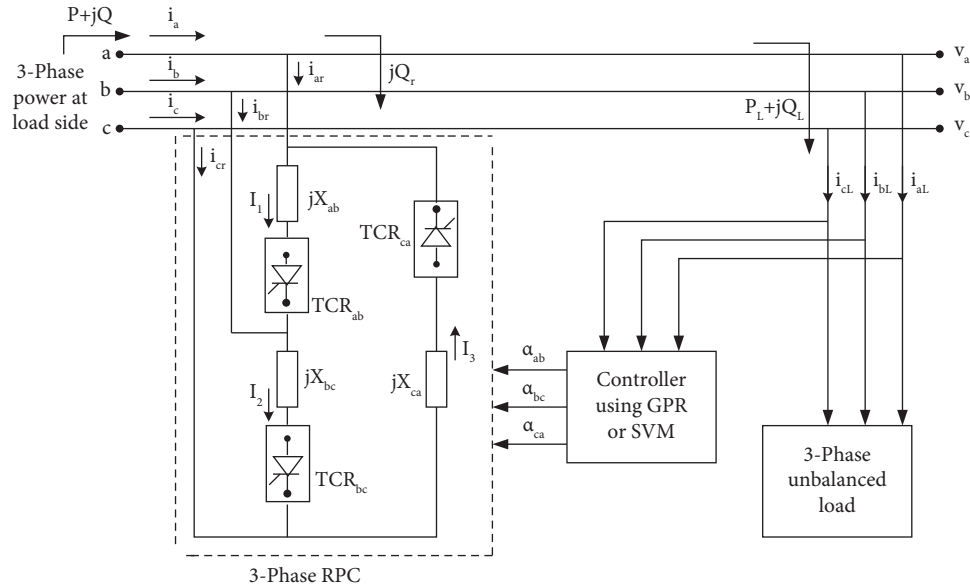 P+jQ
i_a
a
v_a
3-Phase
power at
load side
i_b
i_ar
jQ_r
b
v_b
i_c
i_br
P_L+jQ_L
c
v_c
i_cr
i_cL
i_bL
i_aL
I_1
jX_ab
TCR_ca
TCR_ab
I_2
jX_bc
jX_ca
I_3
α_ab
α_bc
α_ca
Controller
using GPR
or SVM
TCR_bc
3-Phase
unbalanced
load
3-Phase RPC